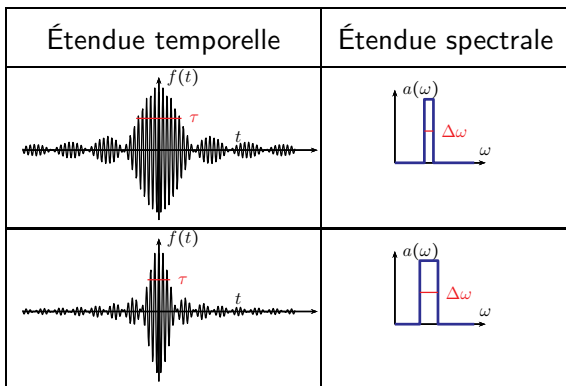 Étendue temporelle
Étendue spectrale
f(t)
τ
t
a(ω)
Δω
ω
f(t)
τ
t
a(ω)
Δω
ω